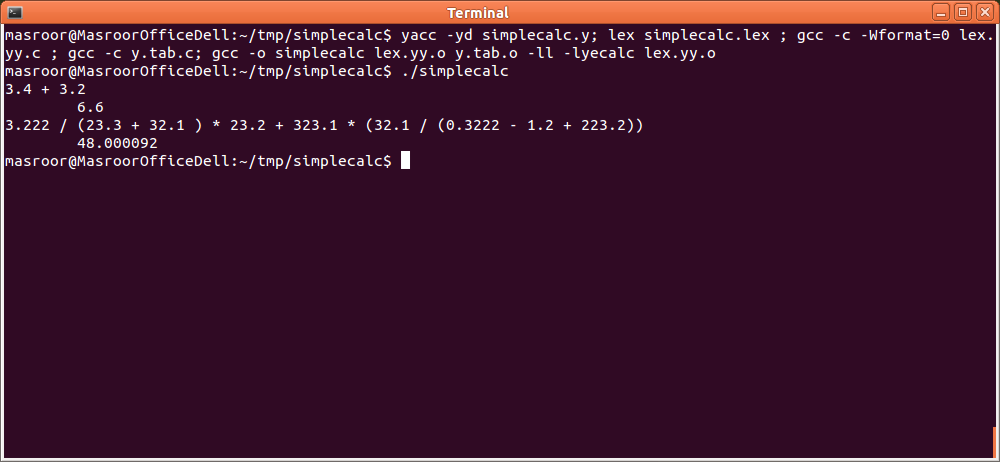 Terminal
masroor@MasroorOfficeDell:~/tmp/simplecalc$ yacc -yd simplecalc.y; lex simplecalc.lex ; gcc -c -Wformat=0 lex.
yy.c ; gcc -c y.tab.c; gcc -o simplecalc lex.yy.o y.tab.o -ll -lyecalc lex.yy.o
masroor@MasroorOfficeDell:~/tmp/simplecalc$ ./simplecalc
3.4 + 3.2
6.6
3.222 / (23.3 + 32.1 ) * 23.2 + 323.1 * (32.1 / (0.3222 - 1.2 + 223.2))
48.000092
masroor@MasroorOfficeDell:~/tmp/simplecalc$